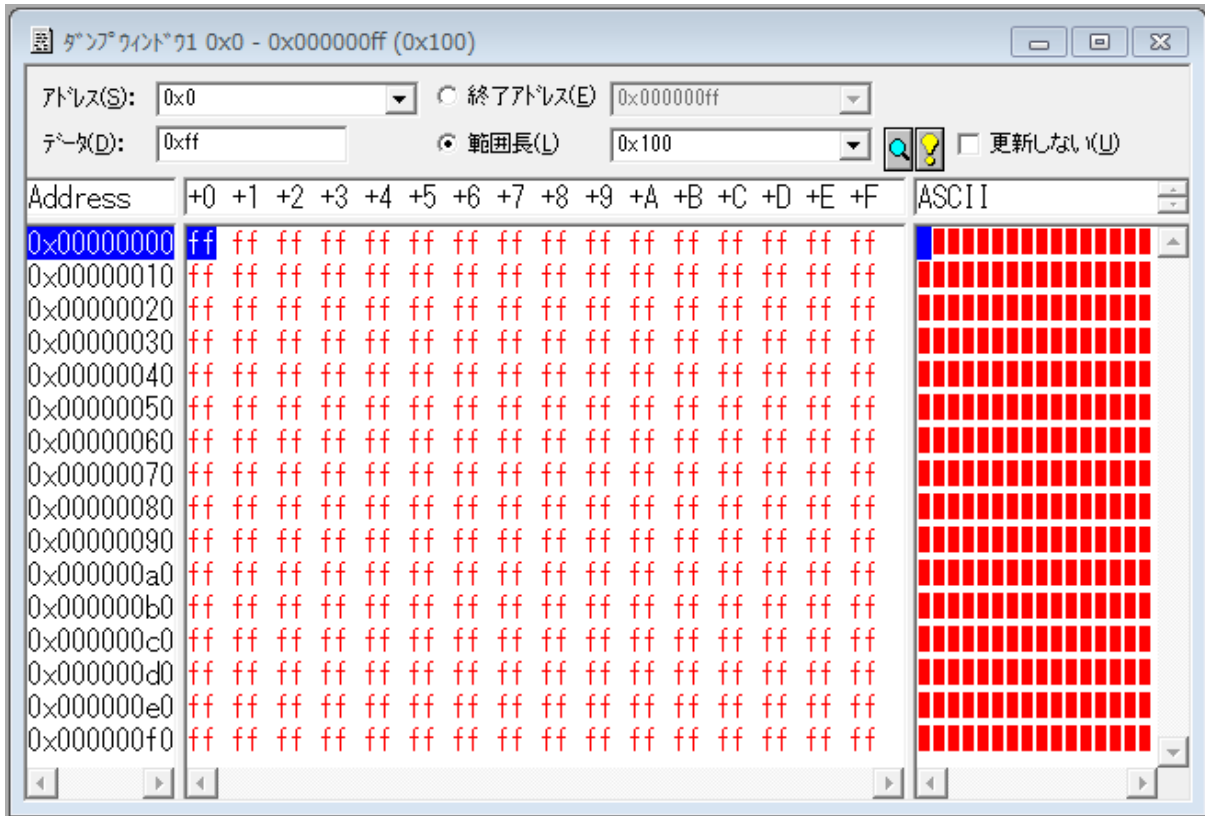 ﾀﾞﾝﾌﾟｳｨﾝﾄﾞｳ1 0x0 - 0x000000ff (0x100)
ｱﾄﾞﾚｽ(S): 0x0 終了ｱﾄﾞﾚｽ(E) 0x000000ff
ﾃﾞｰﾀ(D): 0xff 範囲長(L) 0x100 更新しない(U)
Address +0 +1 +2 +3 +4 +5 +6 +7 +8 +9 +A +B +C +D +E +F ASCII
0x00000000 ff ff ff ff ff ff ff ff ff ff ff ff ff ff ff ff
0x00000010 ff ff ff ff ff ff ff ff ff ff ff ff ff ff ff ff
0x00000020 ff ff ff ff ff ff ff ff ff ff ff ff ff ff ff ff
0x00000030 ff ff ff ff ff ff ff ff ff ff ff ff ff ff ff ff
0x00000040 ff ff ff ff ff ff ff ff ff ff ff ff ff ff ff ff
0x00000050 ff ff ff ff ff ff ff ff ff ff ff ff ff ff ff ff
0x00000060 ff ff ff ff ff ff ff ff ff ff ff ff ff ff ff ff
0x00000070 ff ff ff ff ff ff ff ff ff ff ff ff ff ff ff ff
0x00000080 ff ff ff ff ff ff ff ff ff ff ff ff ff ff ff ff
0x00000090 ff ff ff ff ff ff ff ff ff ff ff ff ff ff ff ff
0x000000a0 ff ff ff ff ff ff ff ff ff ff ff ff ff ff ff ff
0x000000b0 ff ff ff ff ff ff ff ff ff ff ff ff ff ff ff ff
0x000000c0 ff ff ff ff ff ff ff ff ff ff ff ff ff ff ff ff
0x000000d0 ff ff ff ff ff ff ff ff ff ff ff ff ff ff ff ff
0x000000e0 ff ff ff ff ff ff ff ff ff ff ff ff ff ff ff ff
0x000000f0 ff ff ff ff ff ff ff ff ff ff ff ff ff ff ff ff